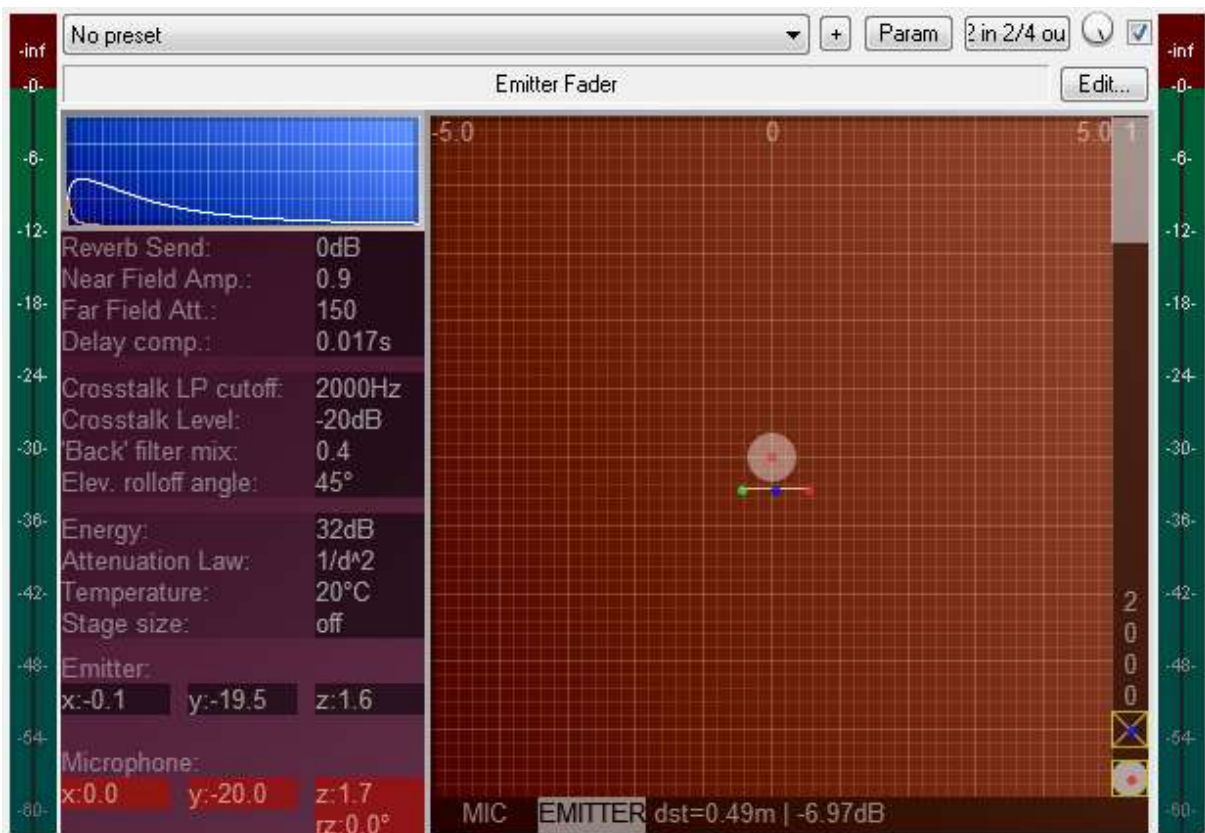 No preset + Param 2 in 2/4 ou
Emitter Fader Edit...
-inf
-0-
-6-
-12-
-18-
-24-
-30-
-36-
-42-
-48-
-54-
-60-
Reverb Send: 0dB
Near Field Amp.: 0.9
Far Field Att.: 150
Delay comp.: 0.017s
Crosstalk LP cutoff: 2000Hz
Crosstalk Level: -20dB
'Back' filter mix: 0.4
Elev. rolloff angle: 45°
Energy: 32dB
Attenuation Law: 1/d^2
Temperature: 20°C
Stage size: off
Emitter:
x:-0.1 y:-19.5 z:1.6
Microphone:
x:0.0 y:-20.0 z:1.7
rz:0.0°
-5.0 0 5.0 1
2
0
0
0
MIC EMITTER dst=0.49m | -6.97dB
-inf
-0-
-6-
-12-
-18-
-24-
-30-
-36-
-42-
-48-
-54-
-60-